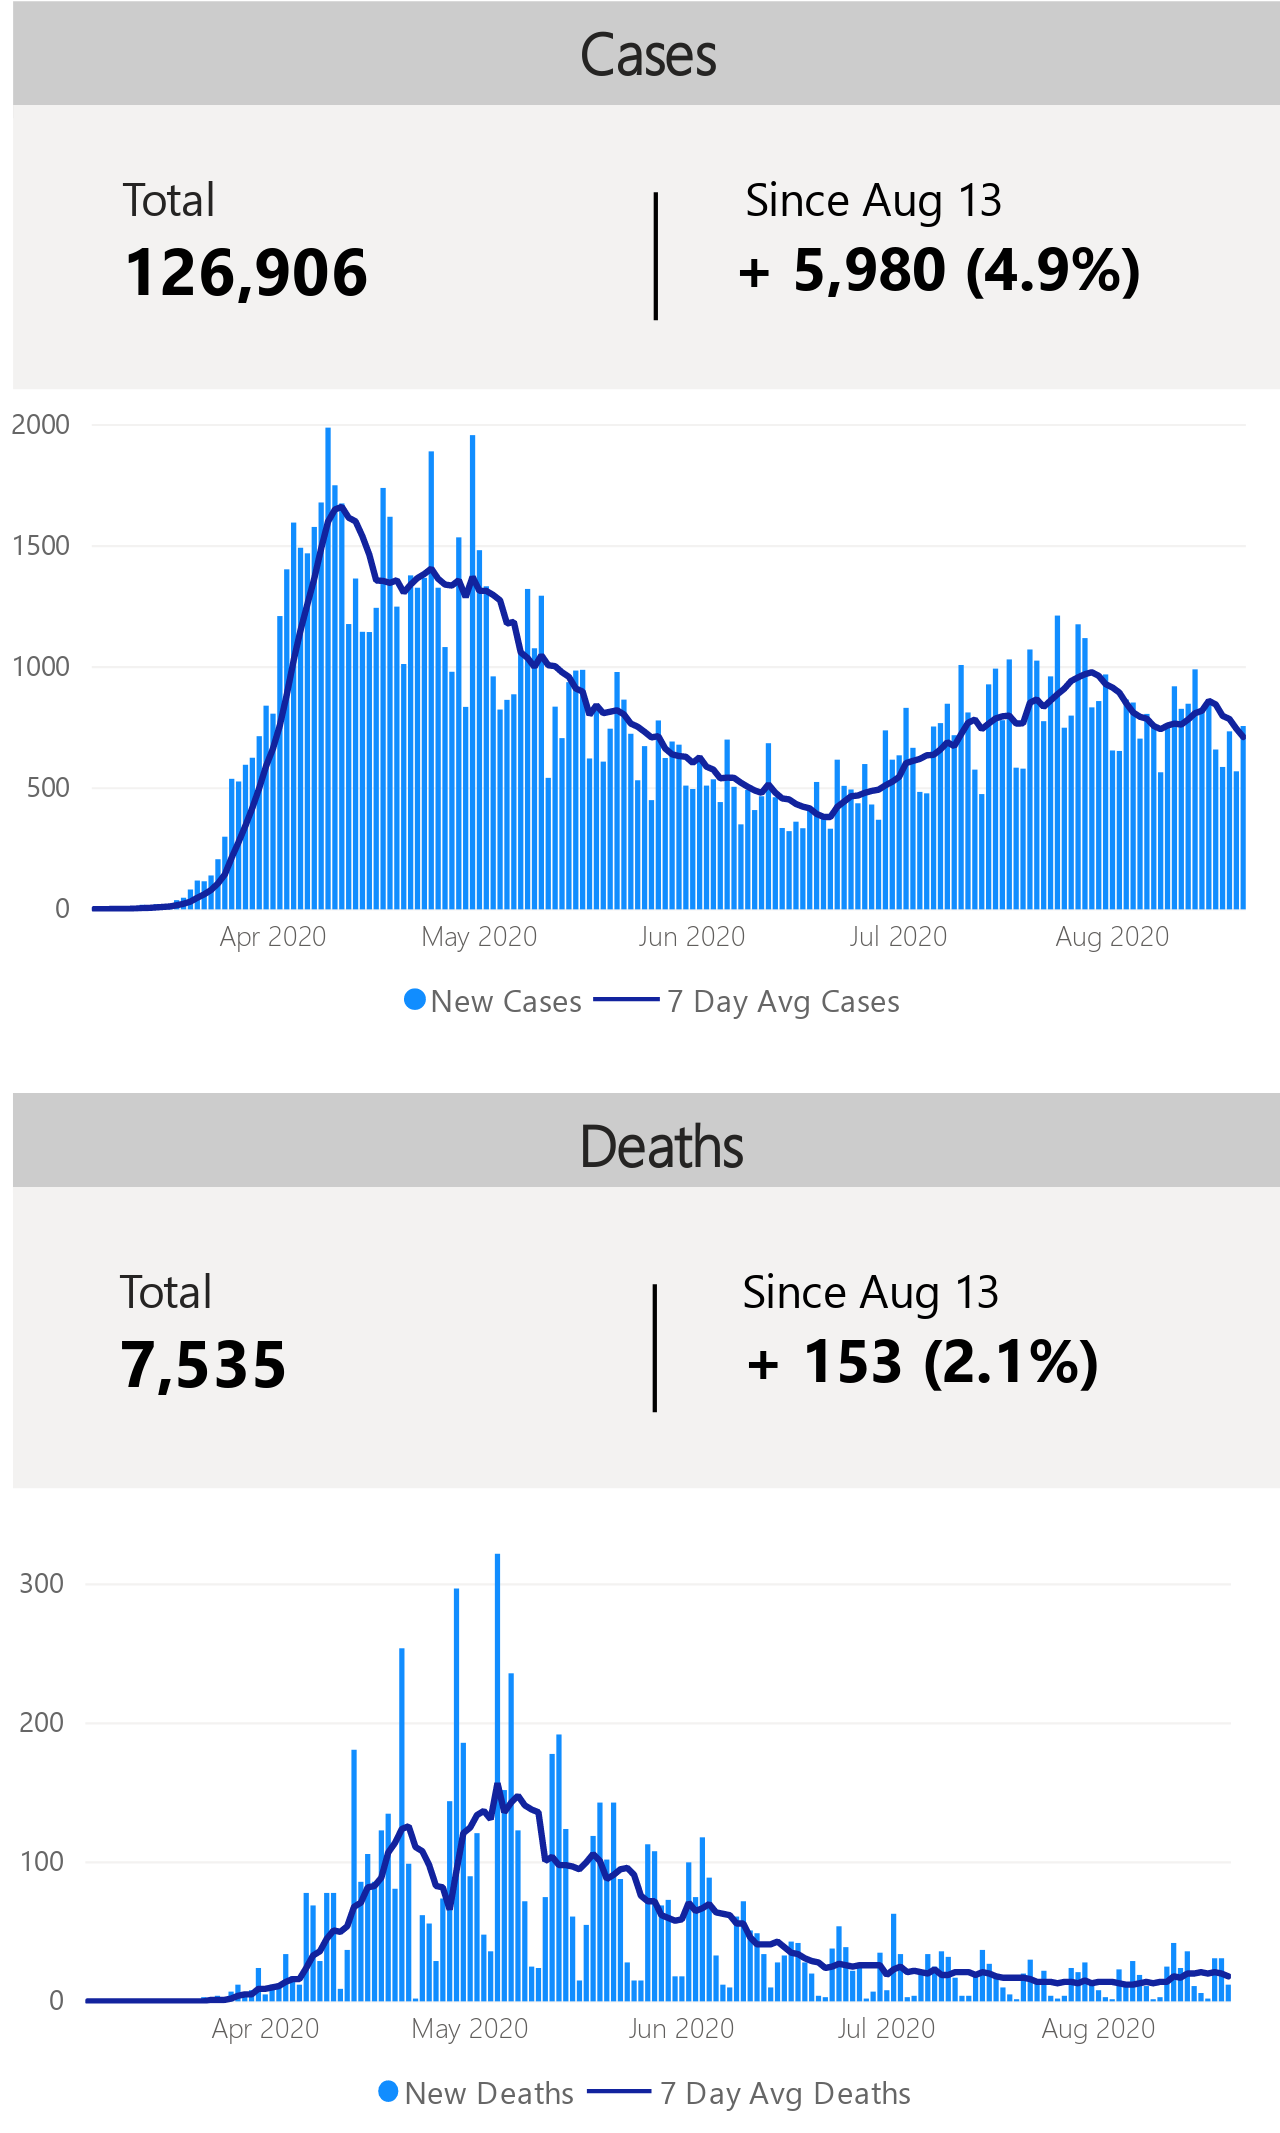 Cases
Total
Since Aug 13
126,906
+ 5,980 (4.9%)
2000
1500
1000
500
0
Apr 2020 May 2020 Jun 2020 Jul 2020 Aug 2020
New Cases 7 Day Avg Cases
Deaths
Total
Since Aug 13
7,535
+ 153 (2.1%)
300
200
100
0
Apr 2020 May 2020 Jun 2020 Jul 2020 Aug 2020
New Deaths 7 Day Avg Deaths